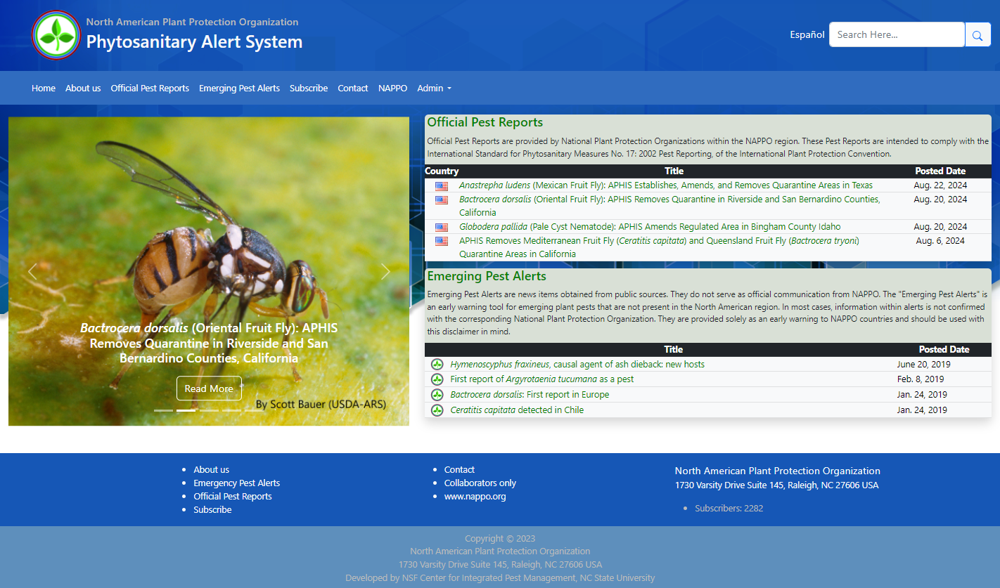 North American Plant Protection Organization
Phytosanitary Alert System
Español
Search Here...
Home
About us
Official Pest Reports
Emerging Pest Alerts
Subscribe
Contact
NAPPO
Admin
Bactrocera dorsalis (Oriental Fruit Fly): APHIS
Removes Quarantine in Riverside and San
Bernardino Counties, California
Read More
By Scott Bauer (USDA-ARS)
Official Pest Reports
Official Pest Reports are provided by National Plant Protection Organizations within the NAPPO region. These Pest Reports are intended to comply with the
International Standard for Phytosanitary Measures No. 17: 2002 Pest Reporting, of the International Plant Protection Convention.
Country Title Posted Date
Anastrepha ludens (Mexican Fruit Fly): APHIS Establishes, Amends, and Removes Quarantine Areas in Texas Aug. 22, 2024
Bactrocera dorsalis (Oriental Fruit Fly): APHIS Removes Quarantine in Riverside and San Bernardino Counties, Aug. 20, 2024
California
Globodera pallida (Pale Cyst Nematode): APHIS Amends Regulated Area in Bingham County Idaho Aug. 20, 2024
APHIS Removes Mediterranean Fruit Fly (Ceratitis capitata) and Queensland Fruit Fly (Bactrocera tryoni) Aug. 6, 2024
Quarantine Areas in California
Emerging Pest Alerts
Emerging Pest Alerts are news items obtained from public sources. They do not serve as official communication from NAPPO. The "Emerging Pest Alerts" is
an early warning tool for emerging plant pests that are not present in the North American region. In most cases, information within alerts is not confirmed
with the corresponding National Plant Protection Organization. They are provided solely as an early warning to NAPPO countries and should be used with
this disclaimer in mind.
Title Posted Date
Hymenoscyphus fraxineus, causal agent of ash dieback: new hosts June 20, 2019
First report of Argyrotaenia tucumana as a pest Feb. 8, 2019
Bactrocera dorsalis: First report in Europe Jan. 24, 2019
Ceratitis capitata detected in Chile Jan. 24, 2019
About us
Emergency Pest Alerts
Official Pest Reports
Subscribe
Contact
Collaborators only
www.nappo.org
North American Plant Protection Organization
1730 Varsity Drive Suite 145, Raleigh, NC 27606 USA
Subscribers: 2282
Copyright © 2023
North American Plant Protection Organization
1730 Varsity Drive Suite 145, Raleigh, NC 27606 USA
Developed by NSF Center for Integrated Pest Management, NC State University